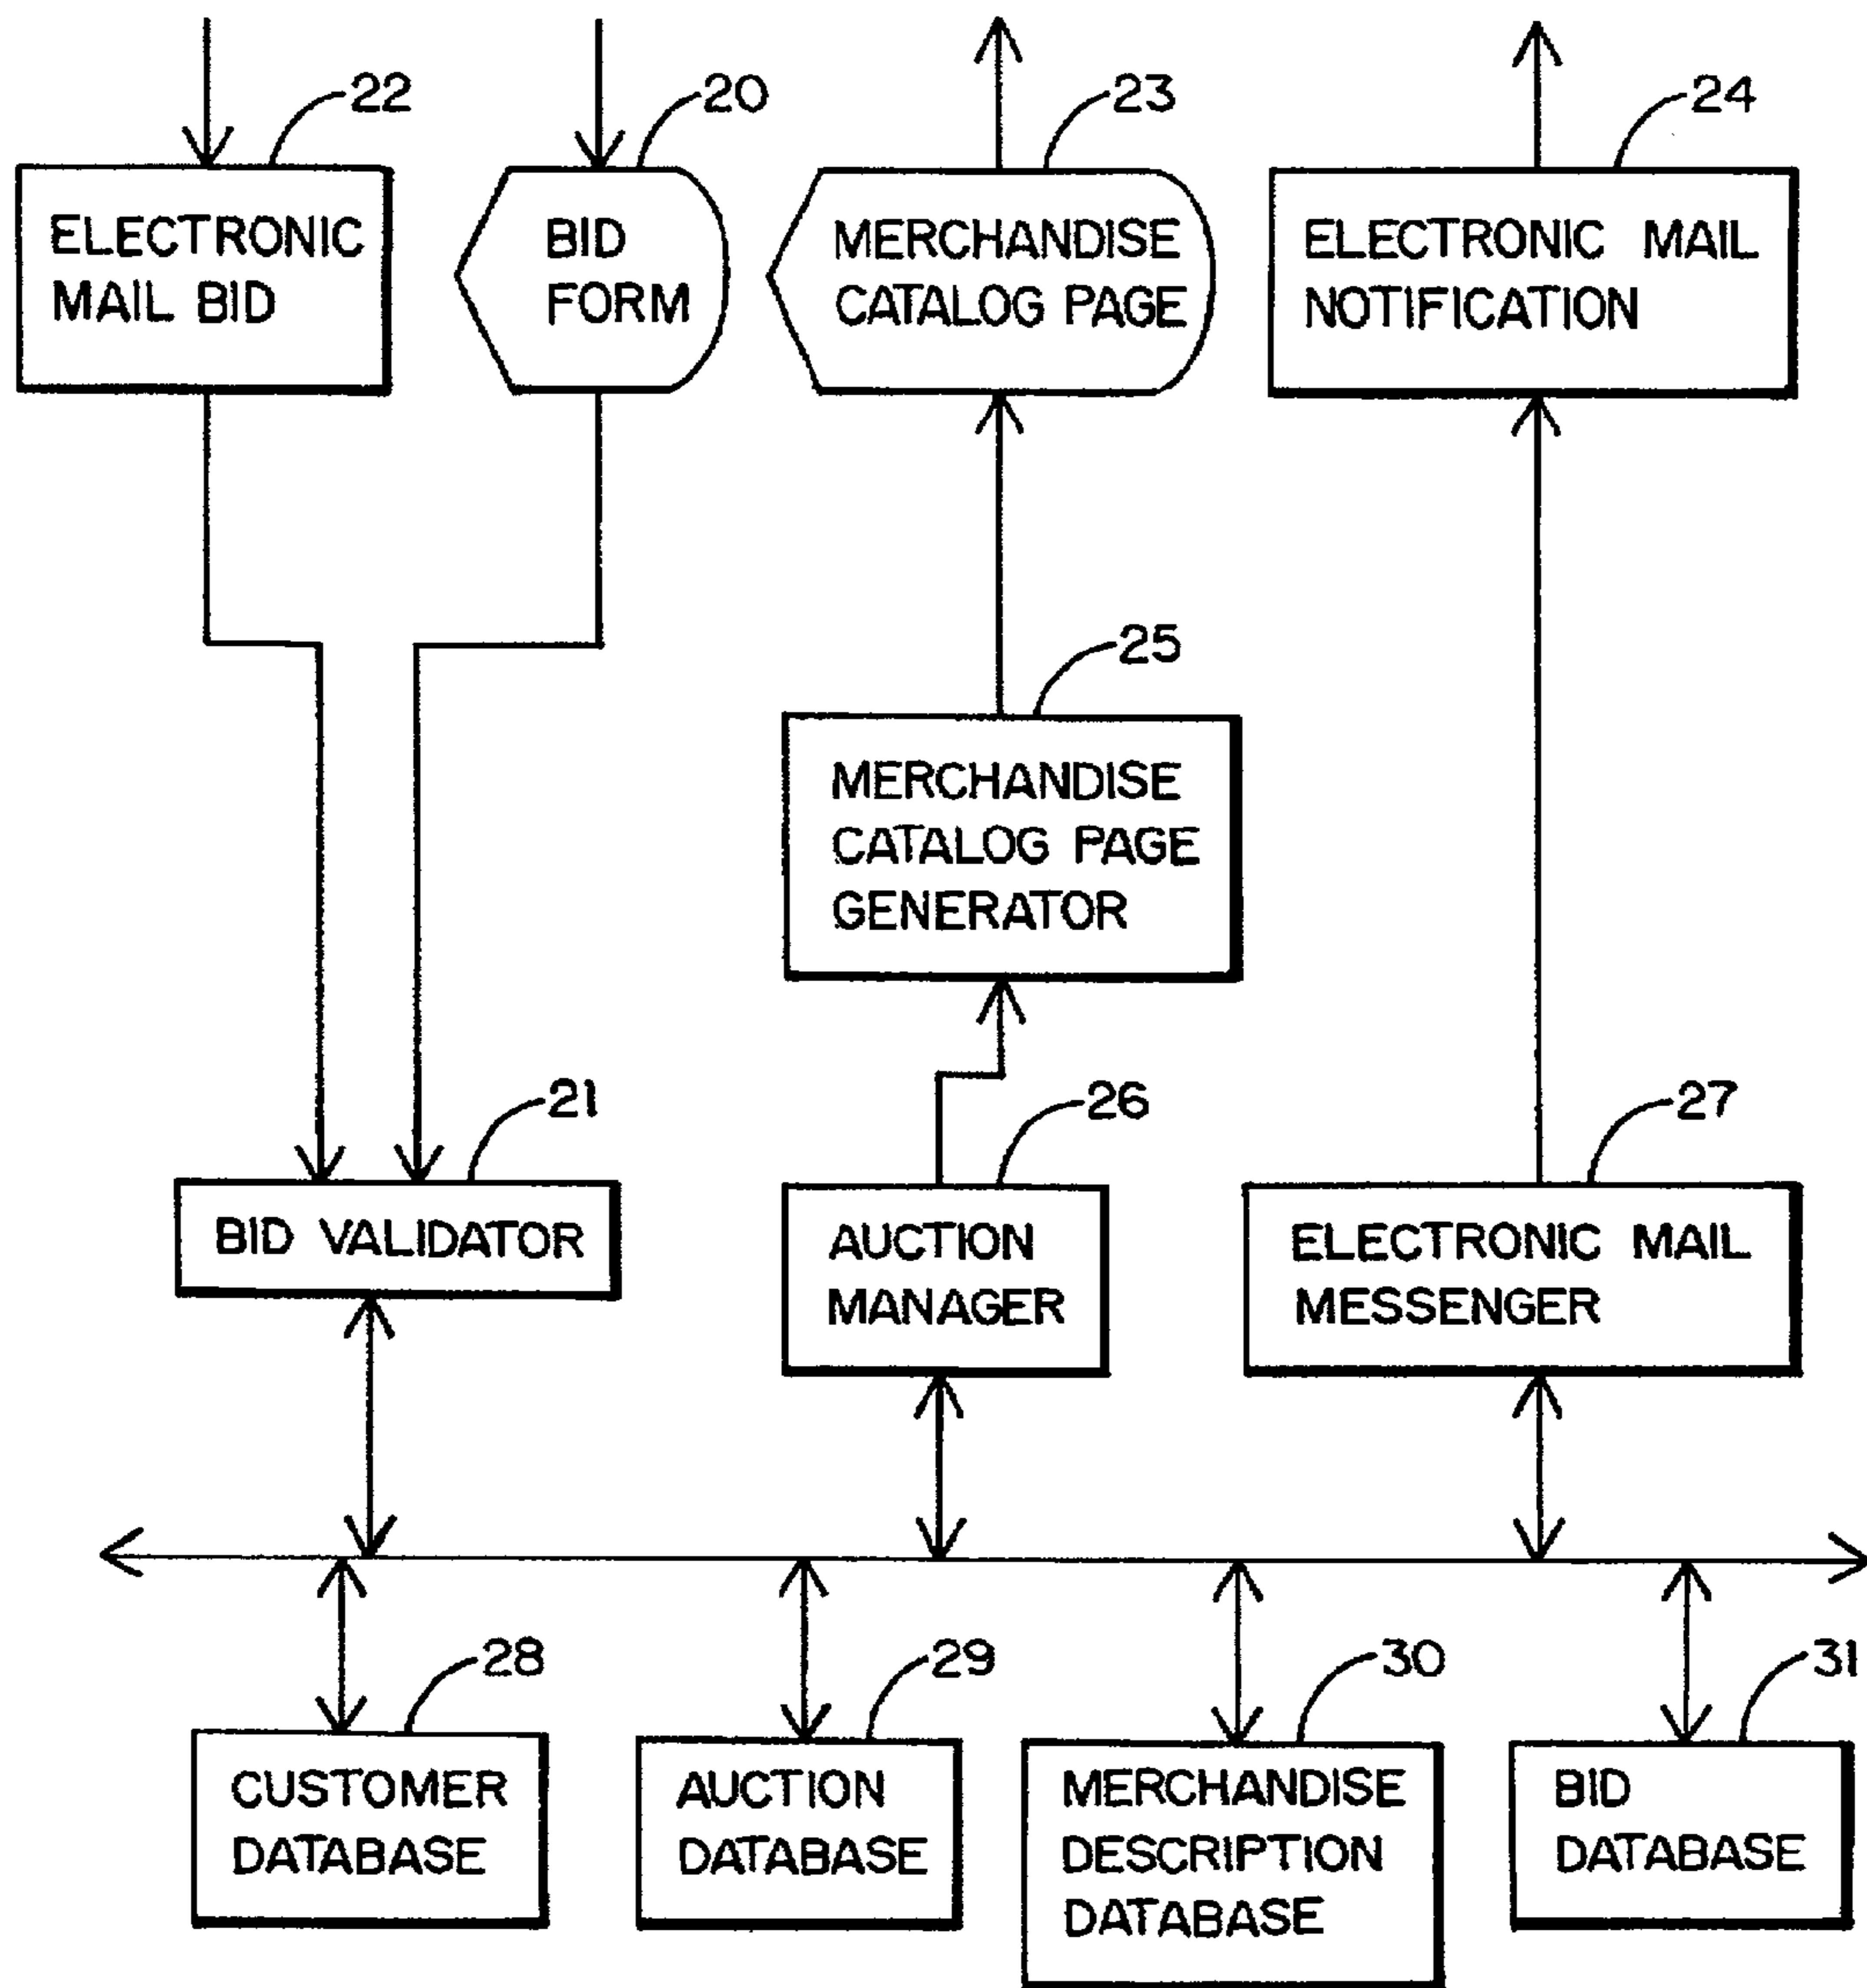 22
20
23
24
ELECTRONIC
MAIL BID
BID
FORM
MERCHANDISE
CATALOG PAGE
ELECTRONIC MAIL
NOTIFICATION
25
MERCHANDISE
CATALOG PAGE
GENERATOR
21
26
27
BID VALIDATOR
AUCTION
MANAGER
ELECTRONIC MAIL
MESSENGER
28
29
30
31
CUSTOMER
DATABASE
AUCTION
DATABASE
MERCHANDISE
DESCRIPTION
DATABASE
BID
DATABASE